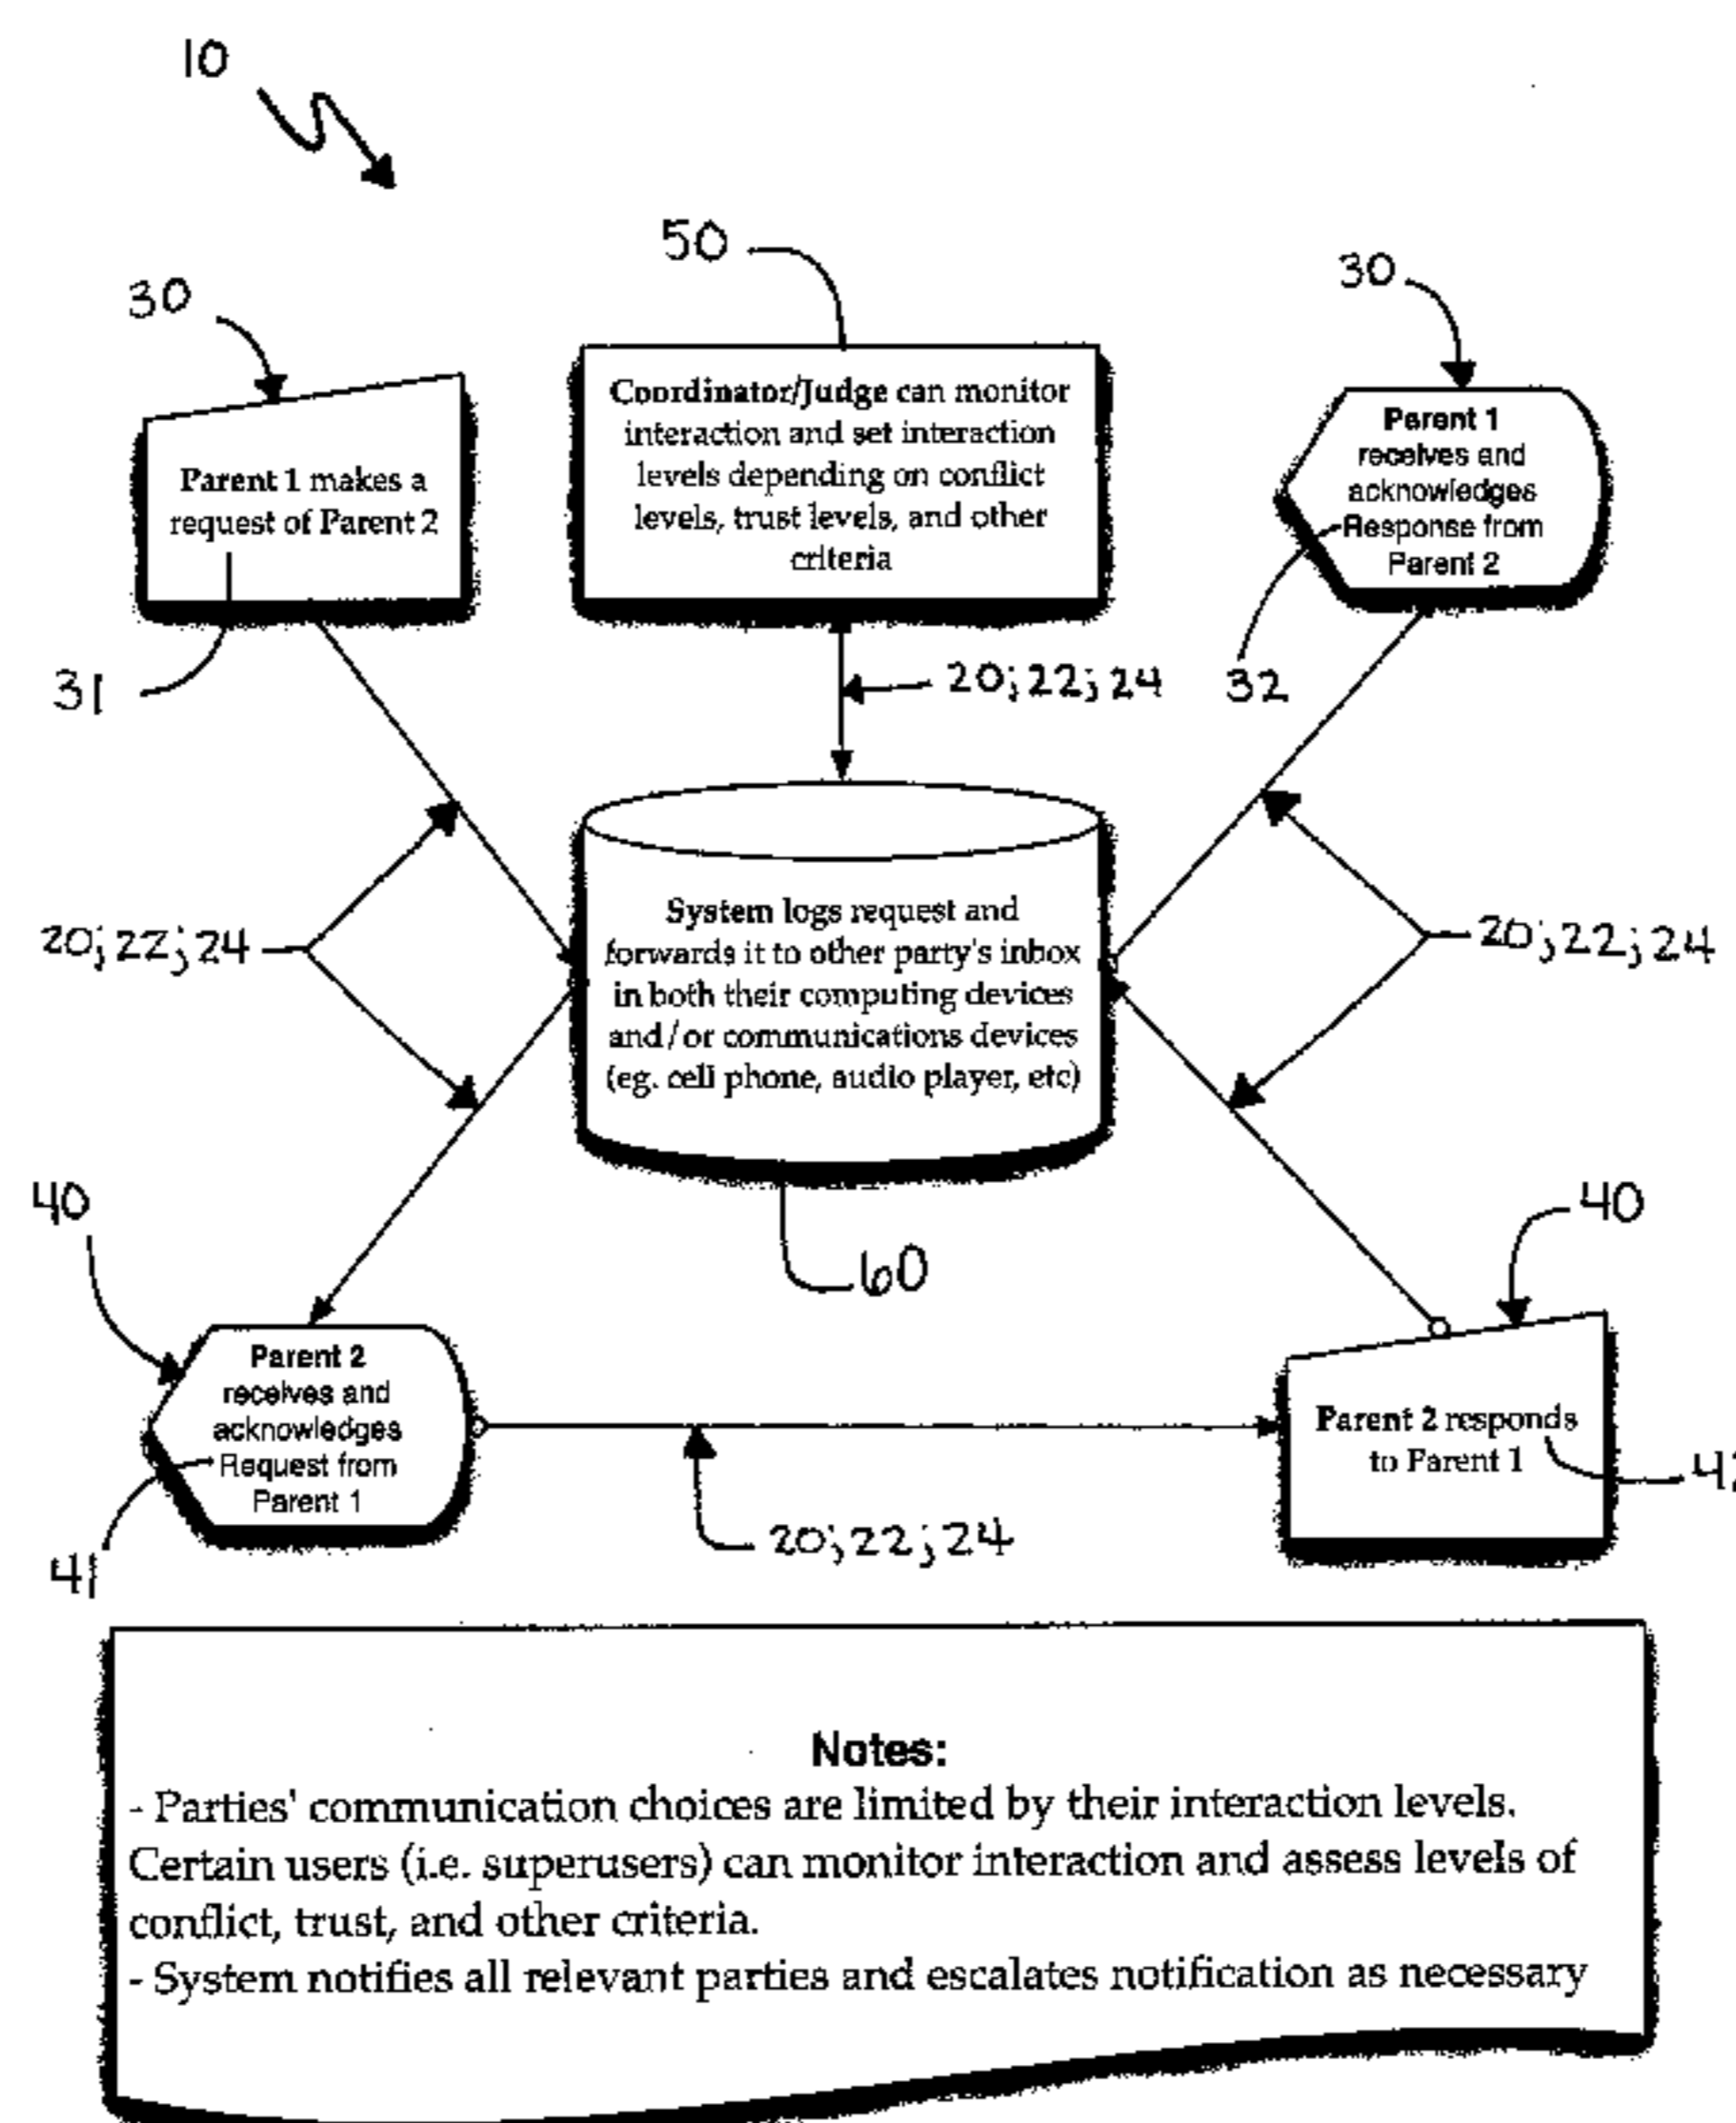 10
50
30
30
Coordinator/Judge can monitor
interaction and set interaction
levels depending on conflict
levels, trust levels, and other
criteria
Parent 1 makes a
request of Parent 2
Parent 1
receives and
acknowledges
Response from
Parent 2
31
20;22;24
32
20;22;24
20;22;24
System logs request and
forwards it to other party's inbox
in both their computing devices
and/or communications devices
(eg. cell phone, audio player, etc)
40
40
60
Parent 2
receives and
acknowledges
Request from
Parent 1
Parent 2 responds
to Parent 1
41
20;22;24
Notes:
- Parties' communication choices are limited by their interaction levels.
Certain users (i.e. superusers) can monitor interaction and assess levels of
conflict, trust, and other criteria.
- System notifies all relevant parties and escalates notification as necessary